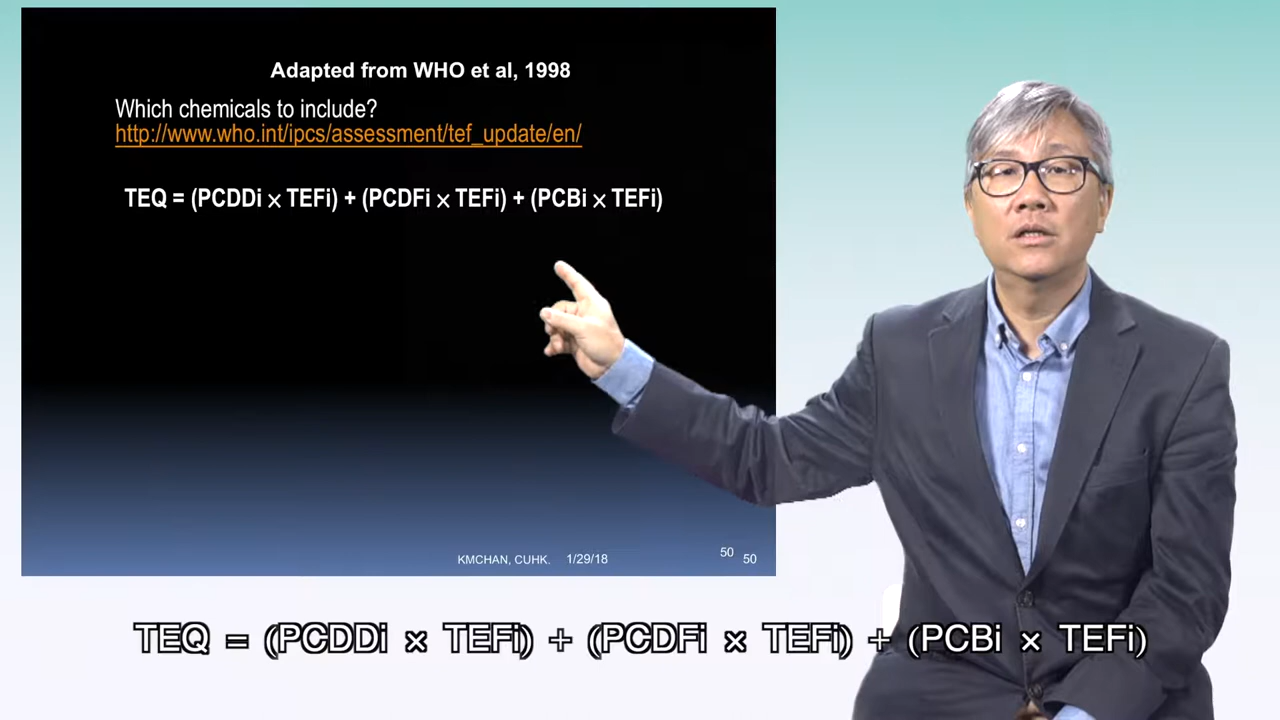 Adapted from WHO et al, 1998
Which chemicals to include?
http://www.who.int/ipcs/assessment/tef_update/en/
TEQ = (PCDDi × TEFi) + (PCDFi × TEFi) + (PCBi × TEFi)
KMCHAN, CUHK. 1/29/18 50 50
TEQ = (PCDDi × TEFi) + (PCDFi × TEFi) + (PCBi × TEFi)